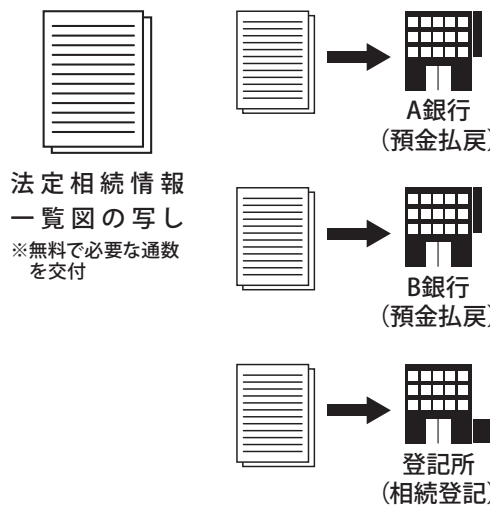 法定相続情報
一覧図の写し
※無料で必要な通数
を交付
A銀行
(預金払戻)
B銀行
(預金払戻)
登記所
(相続登記)